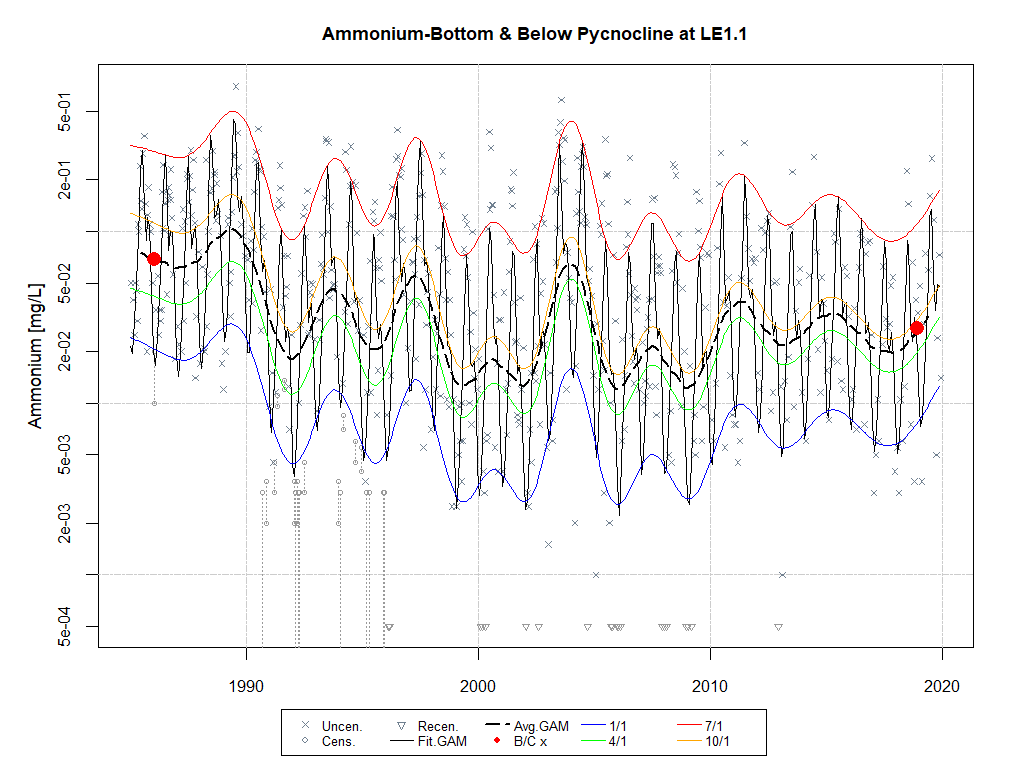 Ammonium-Bottom & Below Pycnocline at LE1.1
Ammonium [mg/L]
5e-01
2e-01
5e-02
2e-02
5e-03
2e-03
5e-04
1990 2000 2010 2020
Uncen. Recen. Avg.GAM 1/1 7/1
Cens. Fit.GAM B/C x 4/1 10/1